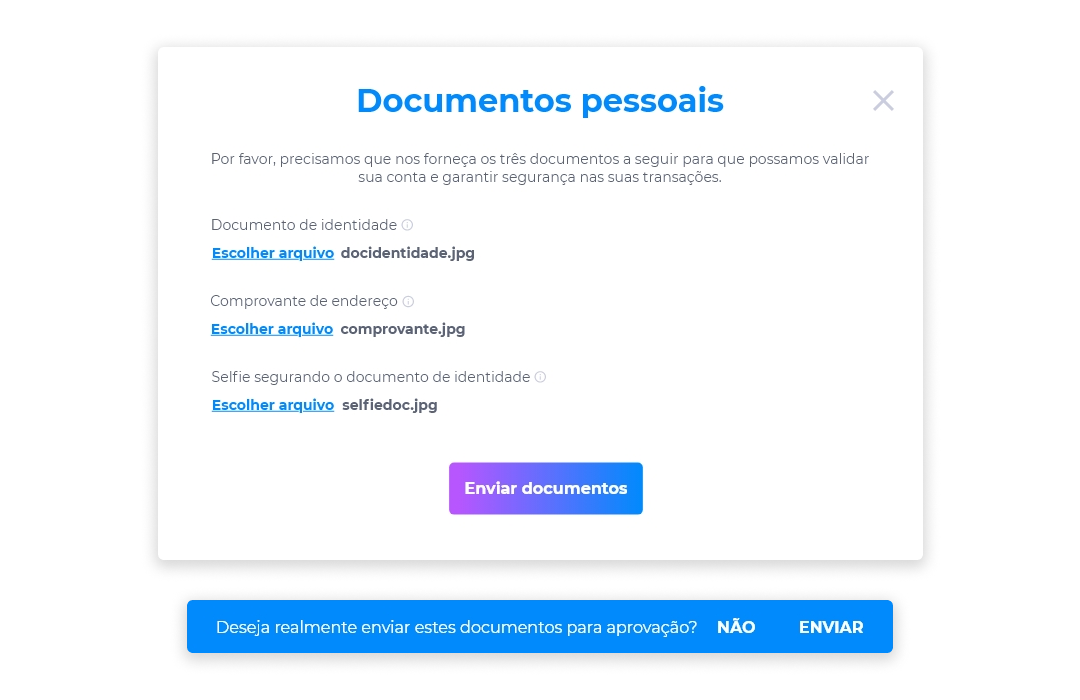 Documentos pessoais
Por favor, precisamos que nos forneça os três documentos a seguir para que possamos validar
sua conta e garantir segurança nas suas transações.
Documento de identidade
Escolher arquivo docidentidade.jpg
Comprovante de endereço
Escolher arquivo comprovante.jpg
Selfie segurando o documento de identidade
Escolher arquivo selfiedoc.jpg
Enviar documentos
Deseja realmente enviar estes documentos para aprovação? NÃO ENVIAR